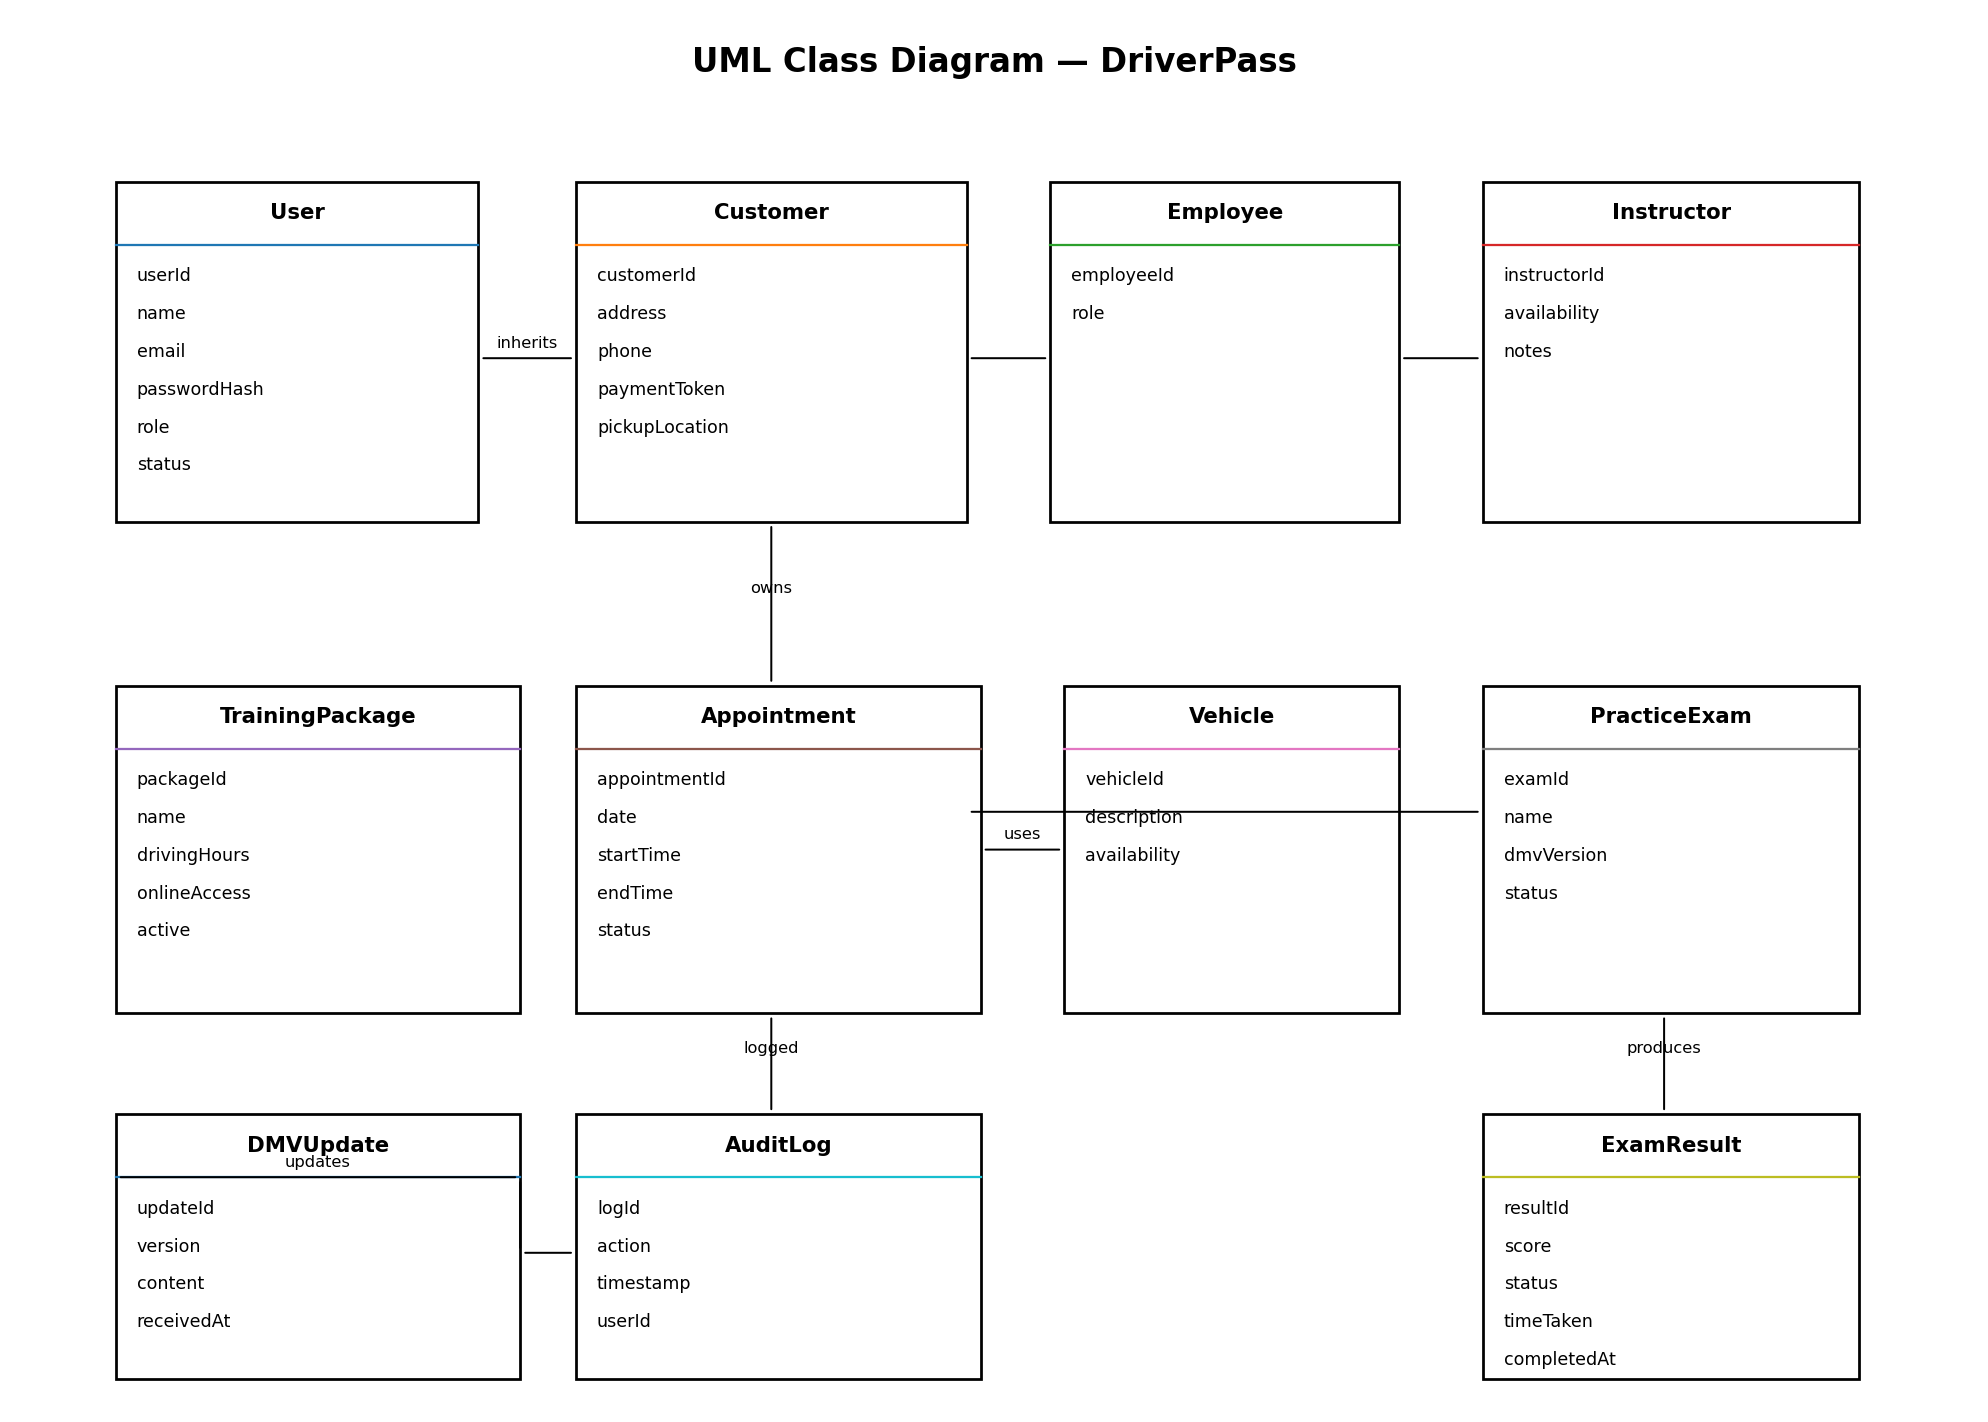 UML Class Diagram — DriverPass
User
userId
name
email
passwordHash
role
status
inherits
Customer
customerId
address
phone
paymentToken
pickupLocation
Employee
employeeId
role
Instructor
instructorId
availability
notes
owns
TrainingPackage
packageId
name
drivingHours
onlineAccess
active
Appointment
appointmentId
date
startTime
endTime
status
uses
Vehicle
vehicleId
description
availability
PracticeExam
examId
name
dmvVersion
status
logged
produces
DMVUpdate
updates
updateId
version
content
receivedAt
AuditLog
logId
action
timestamp
userId
ExamResult
resultId
score
status
timeTaken
completedAt